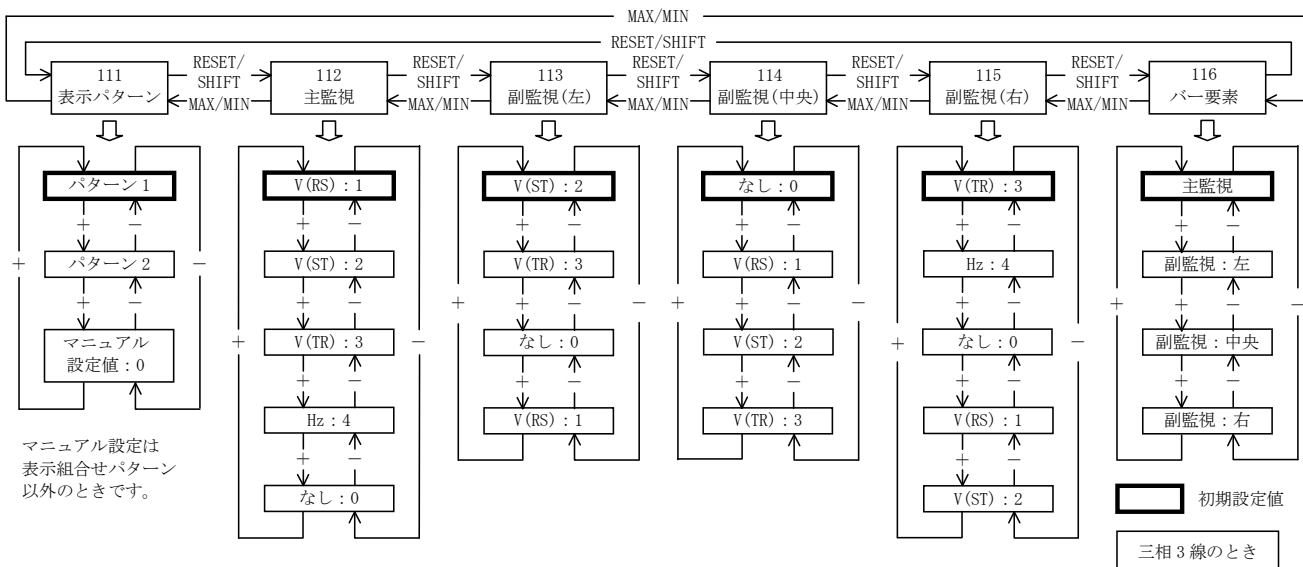 MAX/MIN
RESET/SHIFT
111
表示パターン
RESET/
SHIFT
MAX/MIN
112
主監視
RESET/
SHIFT
MAX/MIN
113
副監視(左)
RESET/
SHIFT
MAX/MIN
114
副監視(中央)
RESET/
SHIFT
MAX/MIN
115
副監視(右)
RESET/
SHIFT
MAX/MIN
116
バー要素
パターン1
+ −
パターン2
+ −
+ −
マニュアル
設定値:0
マニュアル設定は
表示組合せパターン
以外のときです。
V(RS):1
+ −
V(ST):2
+ −
V(TR):3
+ −
+ −
Hz:4
+ −
なし:0
V(ST):2
+ −
V(TR):3
+ −
+ −
なし:0
+ −
V(RS):1
なし:0
+ −
V(RS):1
+ −
+ −
V(ST):2
+ −
V(TR):3
V(TR):3
+ −
Hz:4
+ −
なし:0
+ −
+ −
V(RS):1
+ −
V(ST):2
主監視
+ −
副監視:左
+ −
+ −
副監視:中央
+ −
副監視:右
初期設定値
三相3線のとき